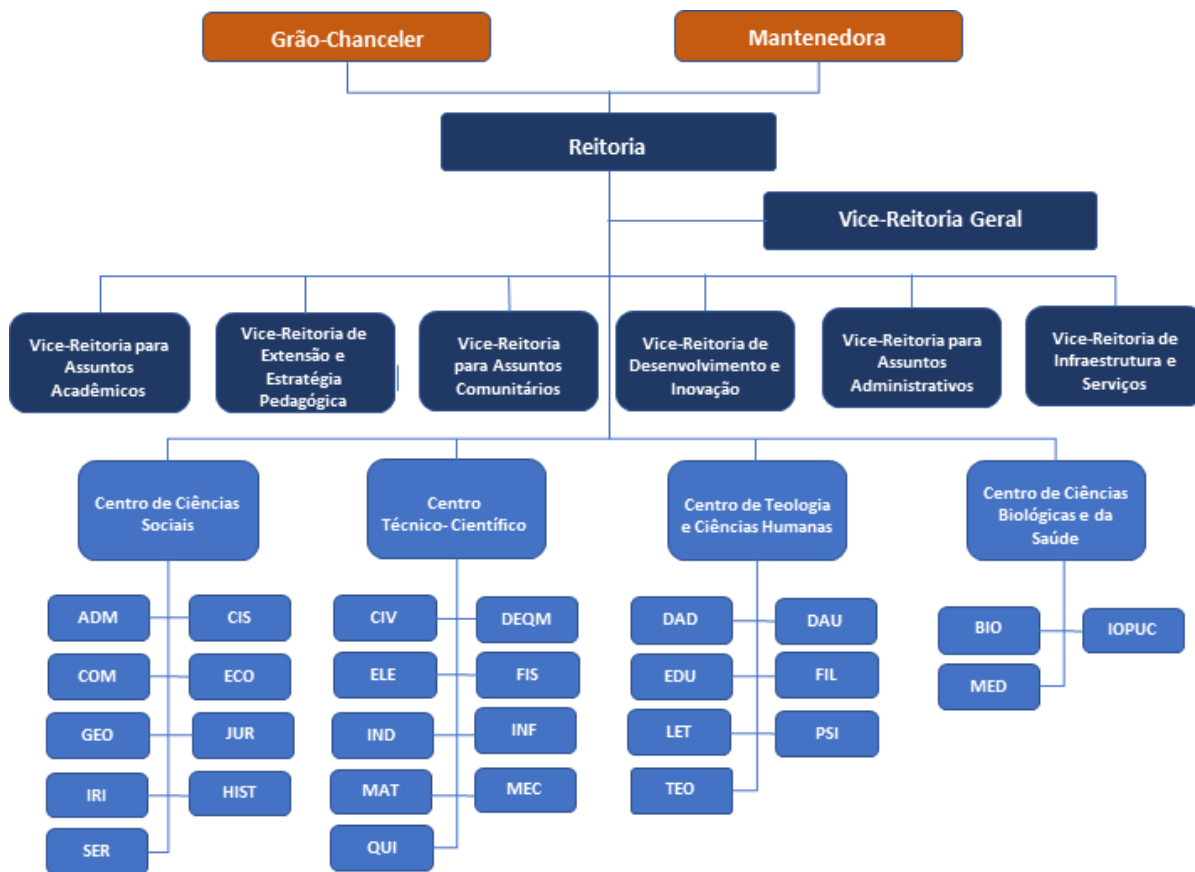 Grão-Chanceler
Mantenedora
Reitoria
Vice-Reitoria Geral
Vice-Reitoria para
Assuntos
Acadêmicos
Vice-Reitoria de
Extensão e
Estratégia
Pedagógica
Vice-Reitoria
para Assuntos
Comunitários
Vice-Reitoria de
Desenvolvimento e
Inovação
Vice-Reitoria para
Assuntos
Administrativos
Vice-Reitoria de
Infraestrutura e
Serviços
Centro de Ciências
Sociais
Centro
Técnico- Científico
Centro de Teologia
e Ciências Humanas
Centro de Ciências
Biológicas e da
Saúde
ADM
CIS
COM
ECO
GEO
JUR
IRI
HIST
SER
CIV
DEQM
ELE
FIS
IND
INF
MAT
MEC
QUI
DAD
DAU
EDU
FIL
LET
PSI
TEO
BIO
IOPUC
MED